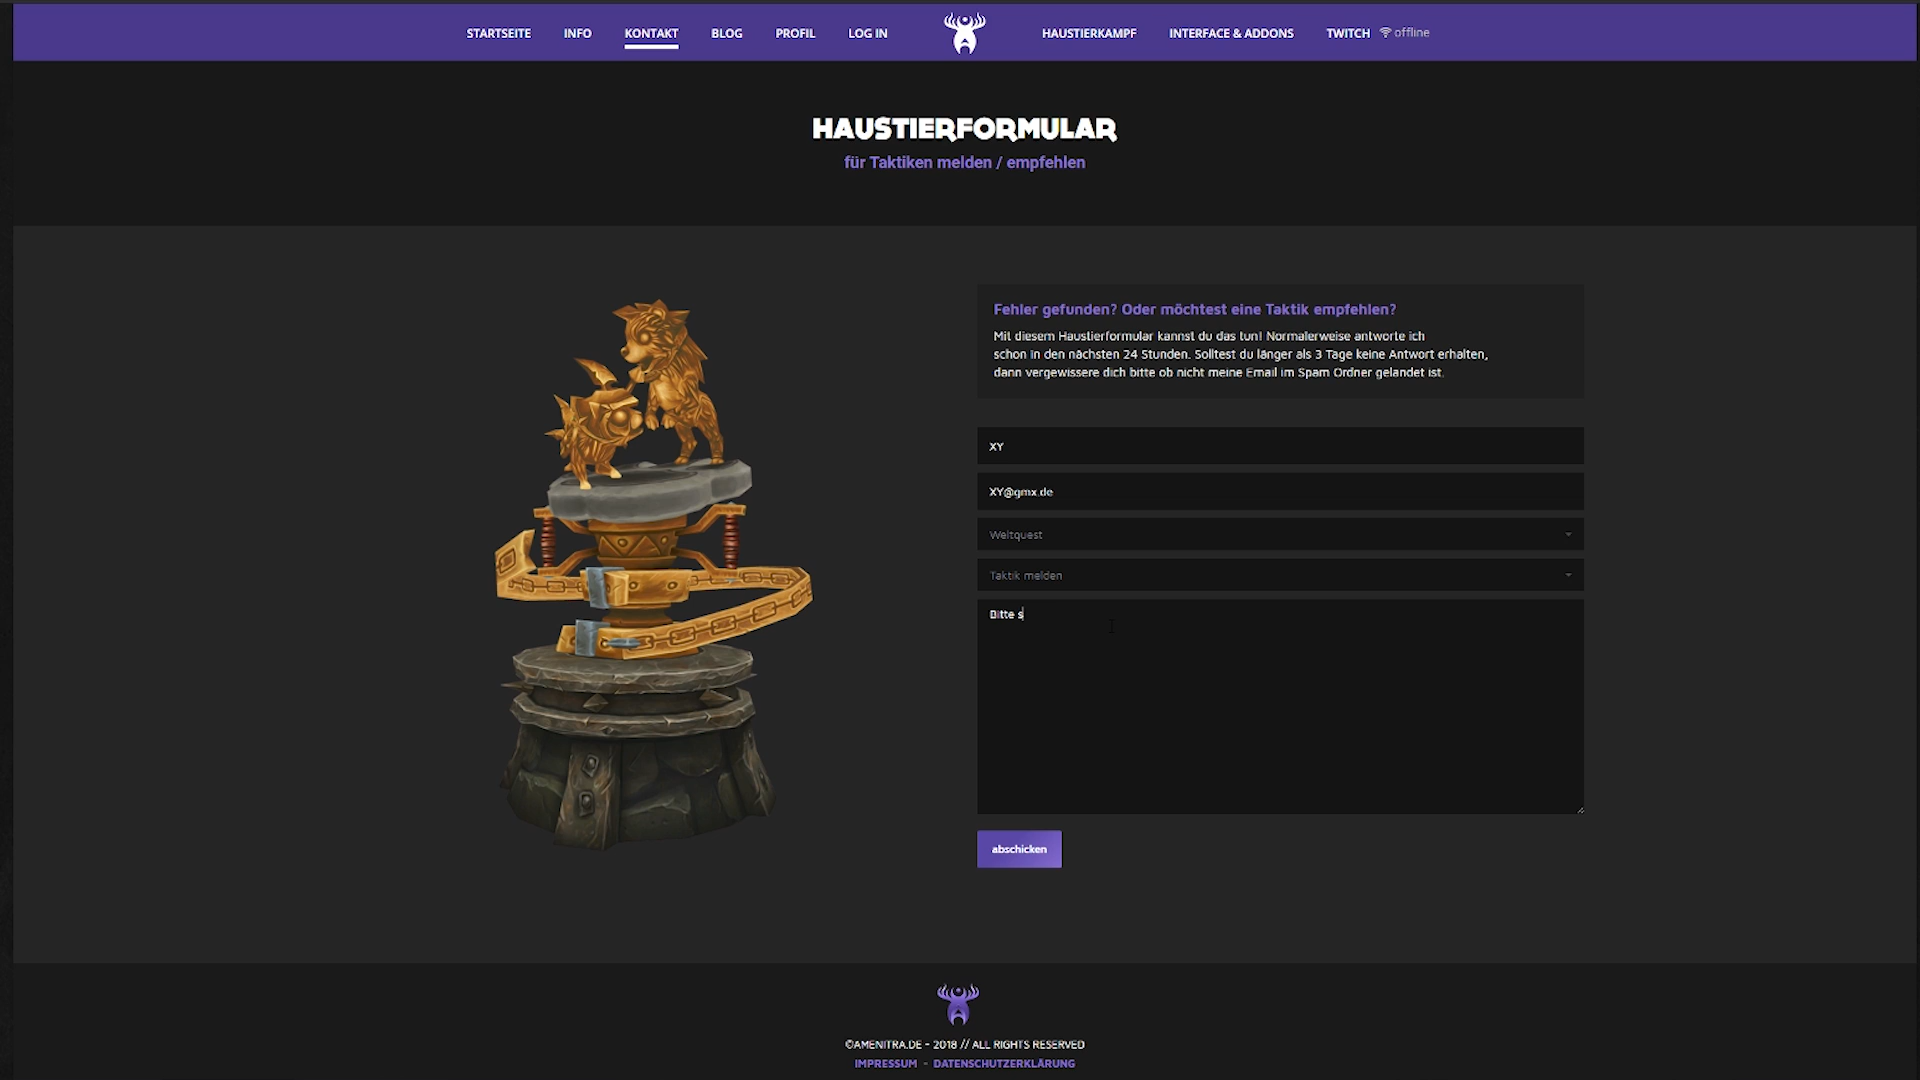 STARTSEITE INFO KONTAKT BLOG PROFIL LOG IN HAUSTIERKAMPF INTERFACE & ADDONS TWITCH offline
HAUSTIERFORMULAR
für Taktiken melden / empfehlen
Fehler gefunden? Oder möchtest eine Taktik empfehlen?
Mit diesem Haustierformular kannst du das tun! Normalerweise antworte ich
schon in den nächsten 24 Stunden. Solltest du länger als 3 Tage keine Antwort erhalten,
dann vergewissere dich bitte ob nicht meine Email im Spam Ordner gelandet ist.
XY
XY@gmx.de
Weltquest
Taktik melden
Bitte s
abschicken
©AMENITRA.DE - 2018 // ALL RIGHTS RESERVED
IMPRESSUM - DATENSCHUTZERKLÄRUNG